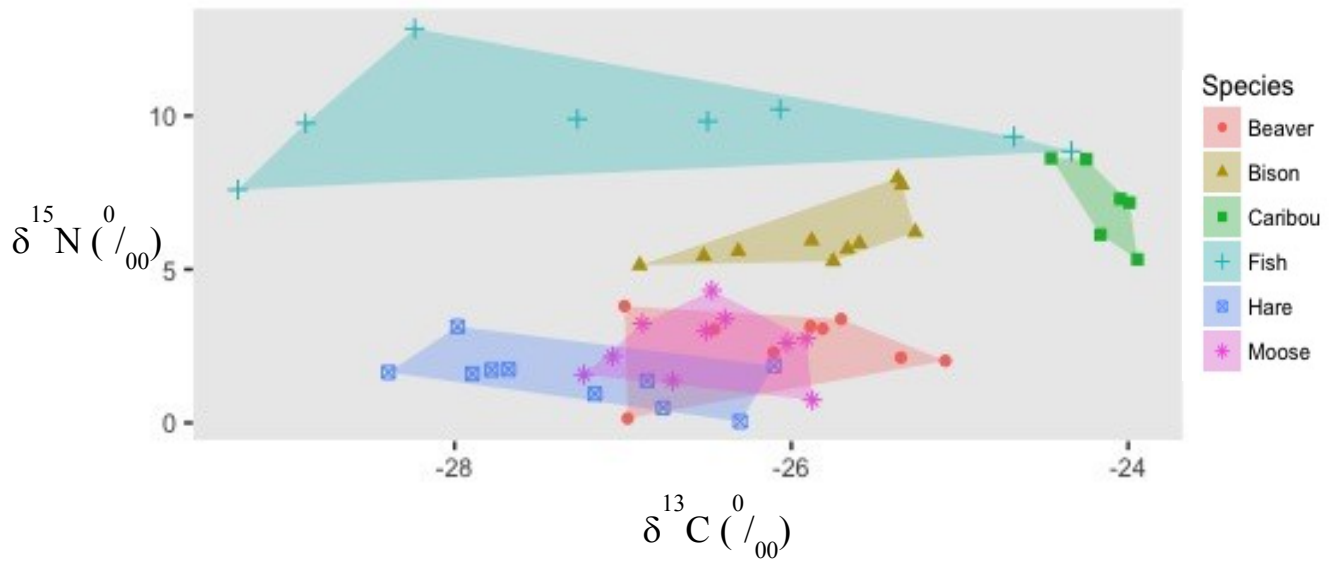 δ15N (0/00)
10
5
0
-28
-26
-24
δ13C (0/00)
Species
Beaver
Bison
Caribou
Fish
Hare
Moose